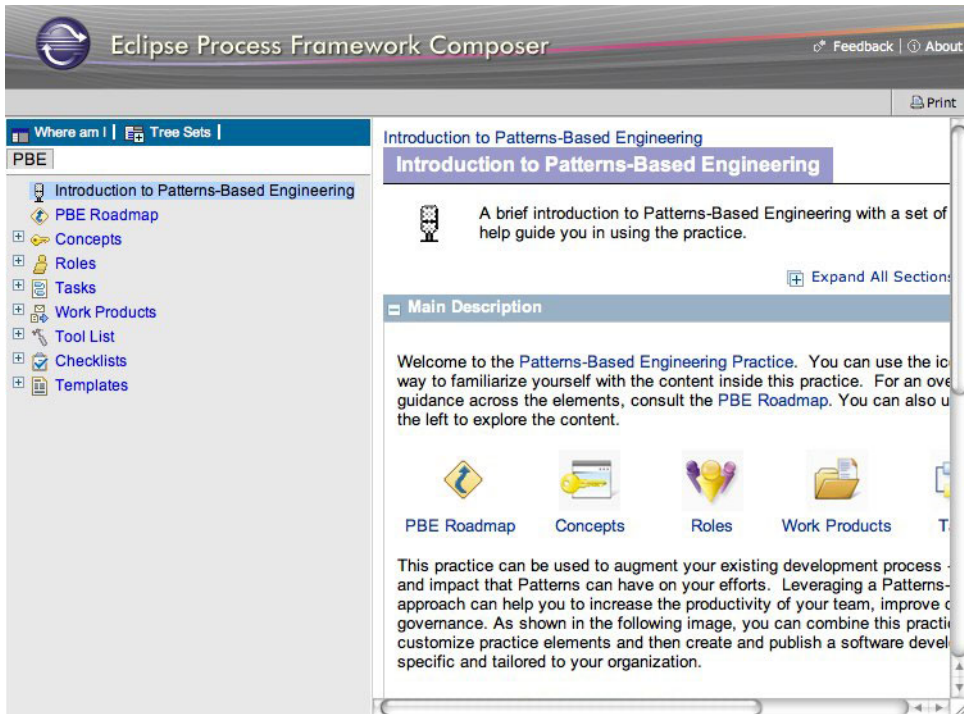 Eclipse Process Framework Composer
Feedback | About
Print
Where am I | Tree Sets |
PBE
Introduction to Patterns-Based Engineering
PBE Roadmap
Concepts
Roles
Tasks
Work Products
Tool List
Checklists
Templates
Introduction to Patterns-Based Engineering
Introduction to Patterns-Based Engineering
A brief introduction to Patterns-Based Engineering with a set of
help guide you in using the practice.
Expand All Sections
Main Description
Welcome to the Patterns-Based Engineering Practice. You can use the
way to familiarize yourself with the content inside this practice. For an
guidance across the elements, consult the PBE Roadmap. You can also
the left to explore the content.
PBE Roadmap Concepts Roles Work Products
This practice can be used to augment your existing development process -
and impact that Patterns can have on your efforts. Leveraging a Patterns-
approach can help you to increase the productivity of your team, improve
governance. As shown in the following image, you can combine this
customize practice elements and then create and publish a software
specific and tailored to your organization.